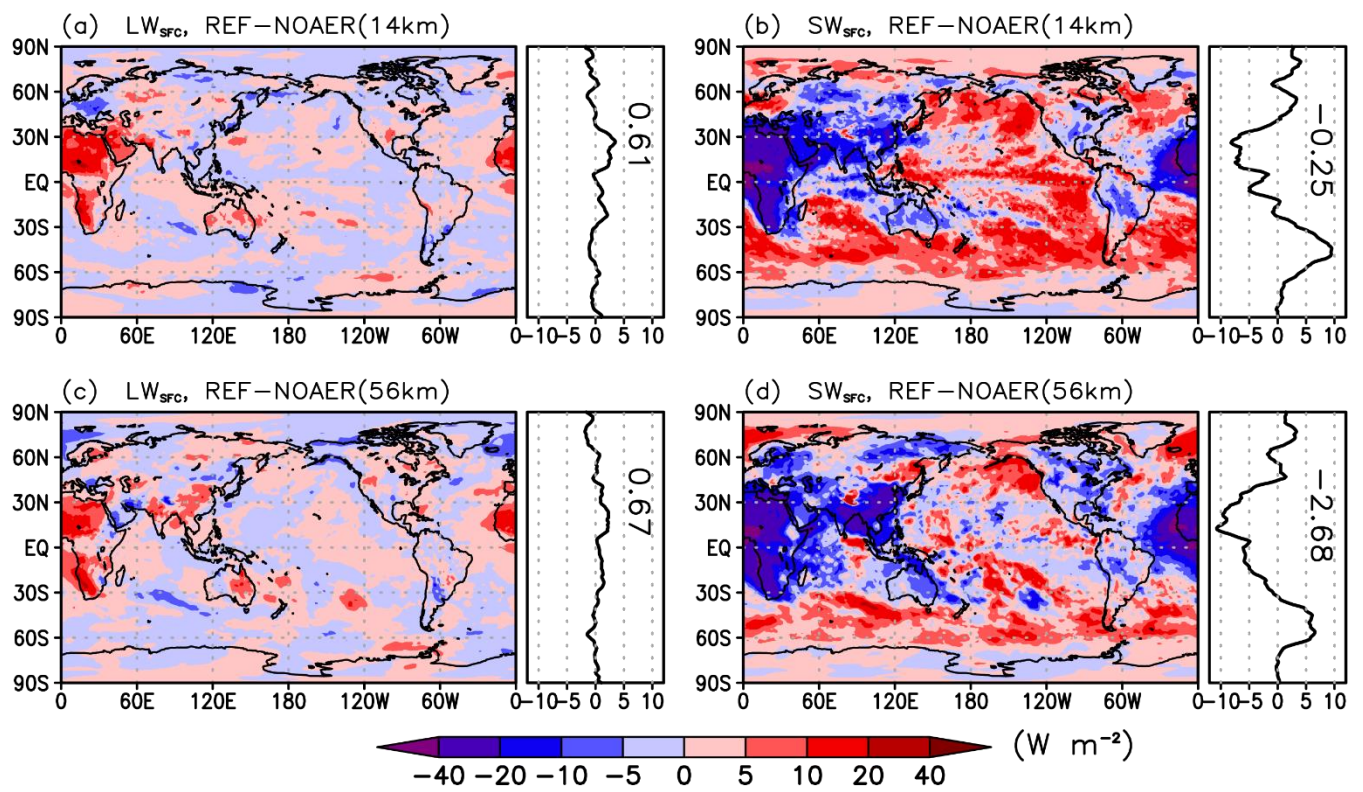 (a) LW_SFC, REF−NOAER(14km)
90N
60N
30N
EQ
30S
60S
90S
0 60E 120E 180 120W 60W 0
−10 −5 0 5 10
0.61
(b) SW_SFC, REF−NOAER(14km)
90N
60N
30N
EQ
30S
60S
90S
0 60E 120E 180 120W 60W 0
−10 −5 0 5 10
−0.25
(c) LW_SFC, REF−NOAER(56km)
90N
60N
30N
EQ
30S
60S
90S
0 60E 120E 180 120W 60W 0
−10 −5 0 5 10
0.67
(d) SW_SFC, REF−NOAER(56km)
90N
60N
30N
EQ
30S
60S
90S
0 60E 120E 180 120W 60W 0
−10 −5 0 5 10
−2.68
(W m⁻²)
−40 −20 −10 −5 0 5 10 20 40